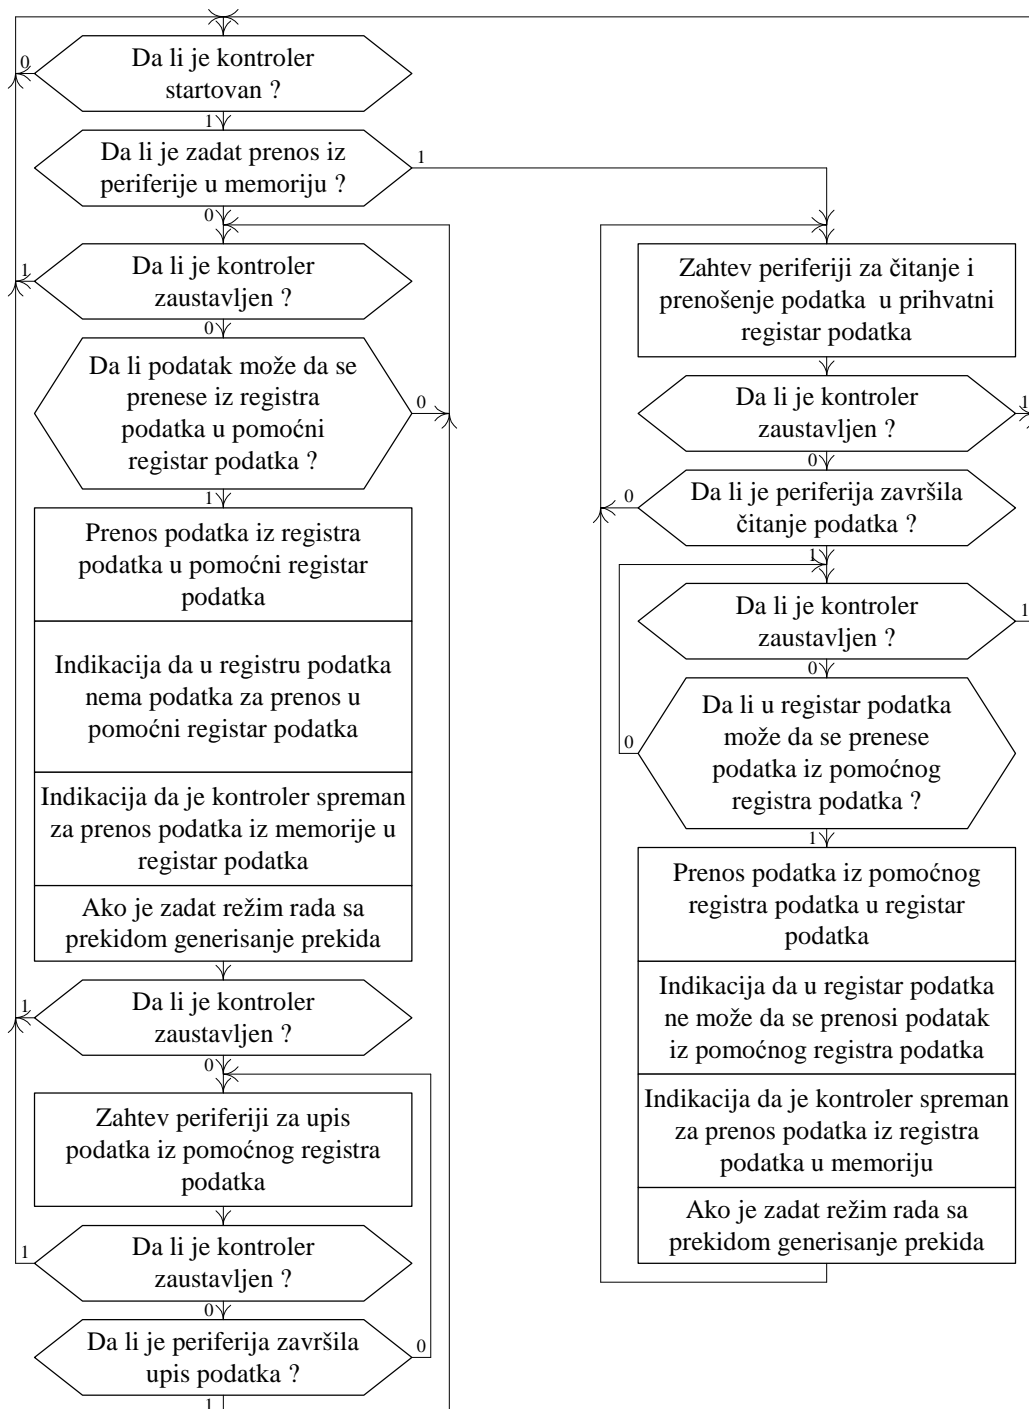 Da li je kontroler
startovan ?
0
1
Da li je zadat prenos iz
periferije u memoriju ?
1
0
Da li je kontroler
zaustavljen ?
1
0
Da li podatak može da se
prenese iz registra
podatka u pomoćni
registar podatka ?
0
1
Prenos podatka iz registra
podatka u pomoćni registar
podatka
Indikacija da u registru podatka
nema podatka za prenos u
pomoćni registar podatka
Indikacija da je kontroler spreman
za prenos podatka iz memorije u
registar podatka
Ako je zadat režim rada sa
prekidom generisanje prekida
Da li je kontroler
zaustavljen ?
1
0
Zahtev periferiji za upis
podatka iz pomoćnog registra
podatka
Da li je kontroler
zaustavljen ?
1
0
Da li je periferija završila
upis podatka ?
0
1
Zahtev periferiji za čitanje i
prenošenje podatka u prihvatni
registar podatka
Da li je kontroler
zaustavljen ?
1
0
Da li je periferija završila
čitanje podatka ?
0
1
Da li je kontroler
zaustavljen ?
1
0
Da li u registar podatka
može da se prenese
podatka iz pomoćnog
registra podatka ?
0
1
Prenos podatka iz pomoćnog
registra podatka u registar
podatka
Indikacija da u registar podatka
ne može da se prenosi podatak
iz pomoćnog registra podatka
Indikacija da je kontroler spreman
za prenos podatka iz registra
podatka u memoriju
Ako je zadat režim rada sa
prekidom generisanje prekida